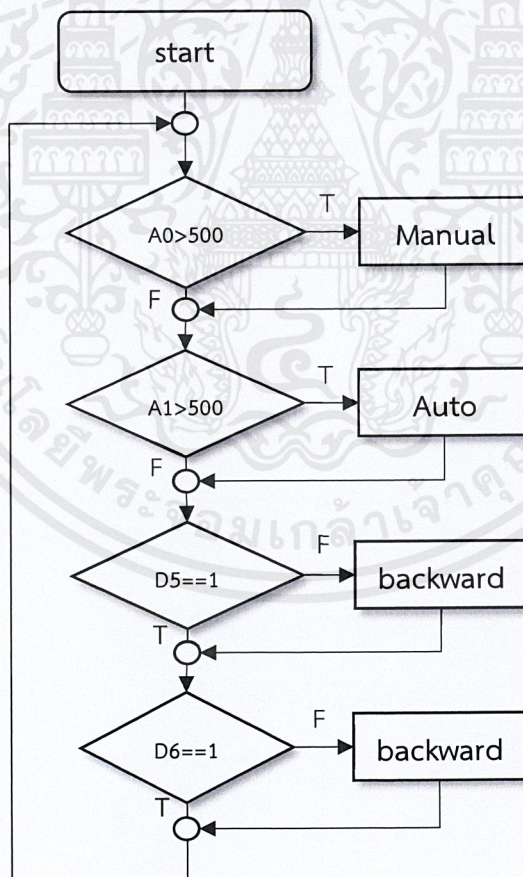 start
A0>500
T
Manual
F
A1>500
T
Auto
F
D5==1
F
backward
T
D6==1
F
backward
T